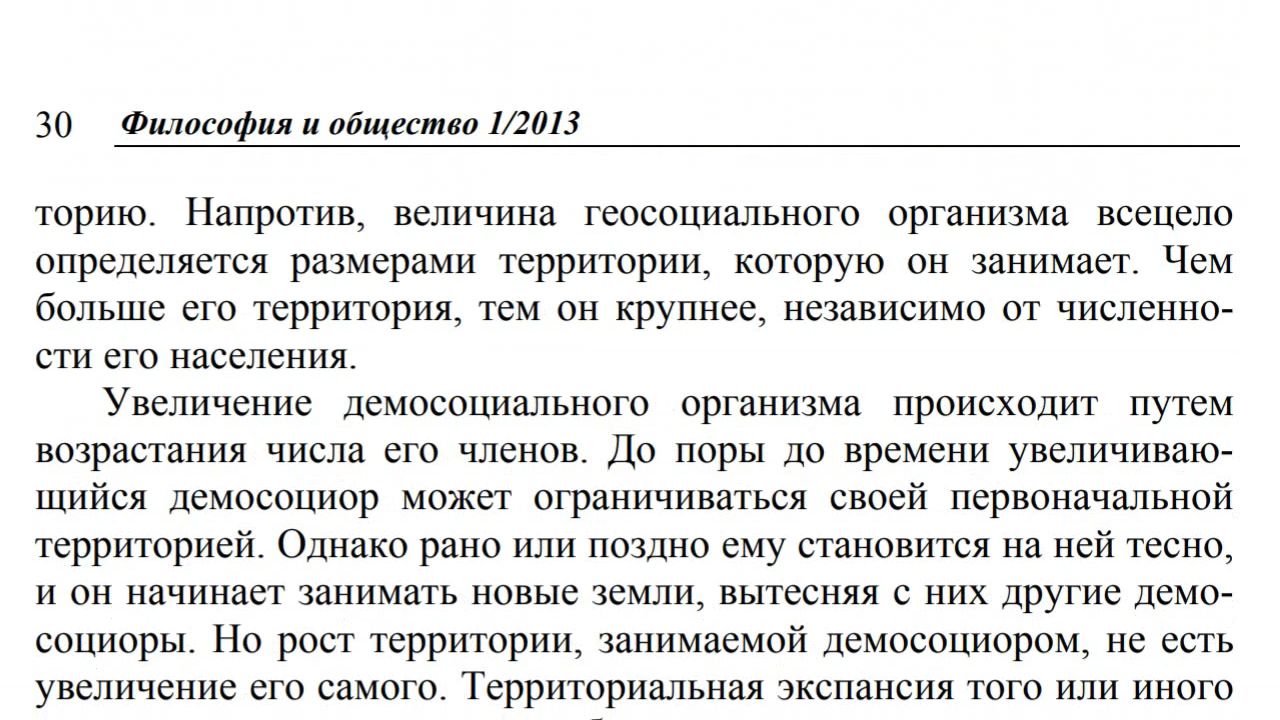 30 Философия и общество 1/2013
торию. Напротив, величина геосоциального организма всецело
определяется размерами территории, которую он занимает. Чем
больше его территория, тем он крупнее, независимо от численно-
сти его населения.
Увеличение демосоциального организма происходит путем
возрастания числа его членов. До поры до времени увеличиваю-
щийся демосоциор может ограничиваться своей первоначальной
территорией. Однако рано или поздно ему становится на ней тесно,
и он начинает занимать новые земли, вытесняя с них другие демо-
социоры. Но рост территории, занимаемой демосоциором, не есть
увеличение его самого. Территориальная экспансия того или иного